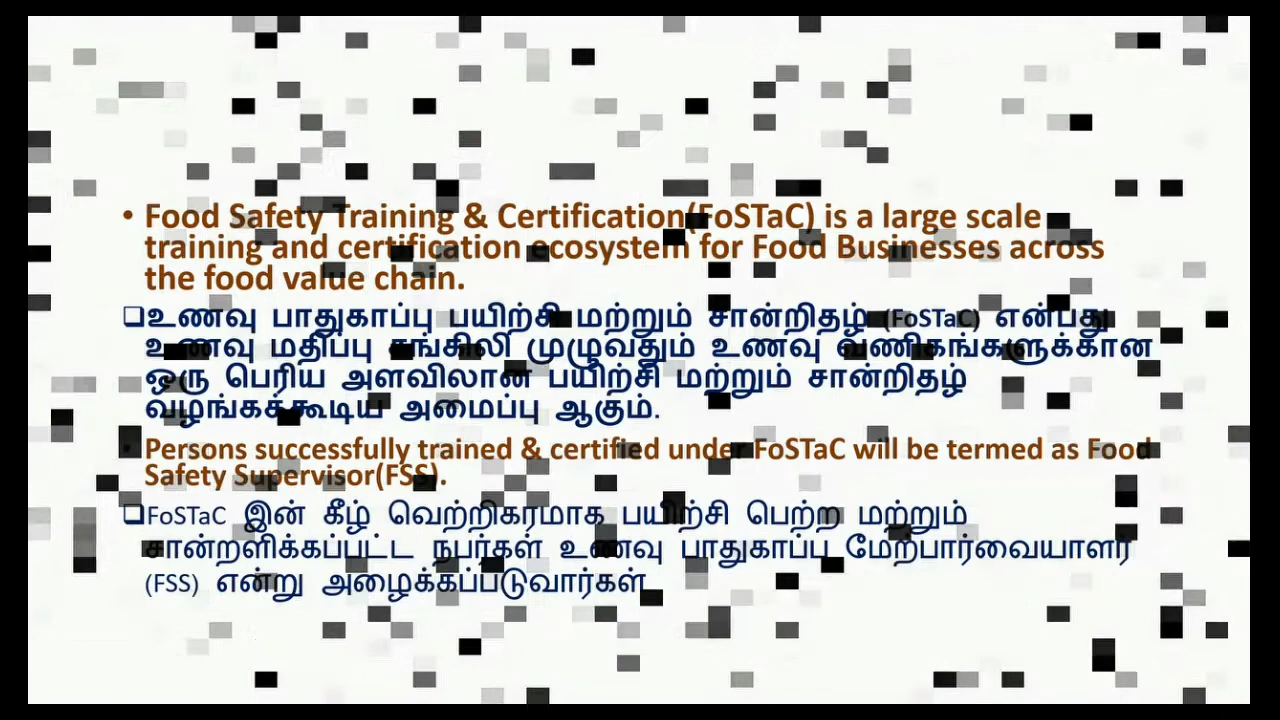 • Food Safety Training & Certification(FoSTaC) is a large scale
training and certification ecosystem for Food Businesses across
the food value chain.
❑உணவு பாதுகாப்பு பயிற்சி மற்றும் சான்றிதழ் (FoSTaC) என்பது
உணவு மதிப்பு சங்கிலி முழுவதும் உணவு வணிகங்களுக்கான
ஒரு பெரிய அளவிலான பயிற்சி மற்றும் சான்றிதழ்
வழங்கக்கூடிய அமைப்பு ஆகும்.
• Persons successfully trained & certified under FoSTaC will be termed as Food
Safety Supervisor(FSS).
❑FoSTaC இன் கீழ் வெற்றிகரமாக பயிற்சி பெற்ற மற்றும்
சான்றளிக்கப்பட்ட நபர்கள் உணவு பாதுகாப்பு மேற்பார்வையாளர்
(FSS) என்று அழைக்கப்படுவார்கள்